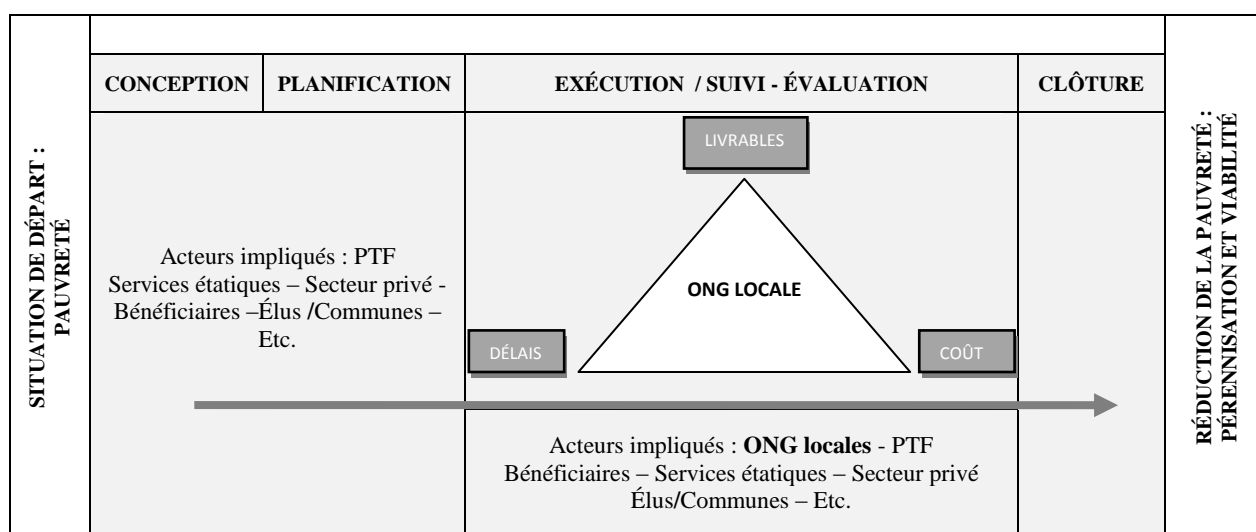 SITUATION DE DÉPART :
PAUVRETÉ
CONCEPTION
PLANIFICATION
EXÉCUTION / SUIVI - ÉVALUATION
CLÔTURE
Acteurs impliqués : PTF
Services étatiques – Secteur privé -
Bénéficiaires –Élus /Communes –
Etc.
LIVRABLES
ONG LOCALE
DÉLAIS
COÛT
Acteurs impliqués : ONG locales - PTF
Bénéficiaires – Services étatiques – Secteur privé
Élus/Communes – Etc.
RÉDUCTION DE LA PAUVRETÉ :
PÉRENNISATION ET VIABILITÉ